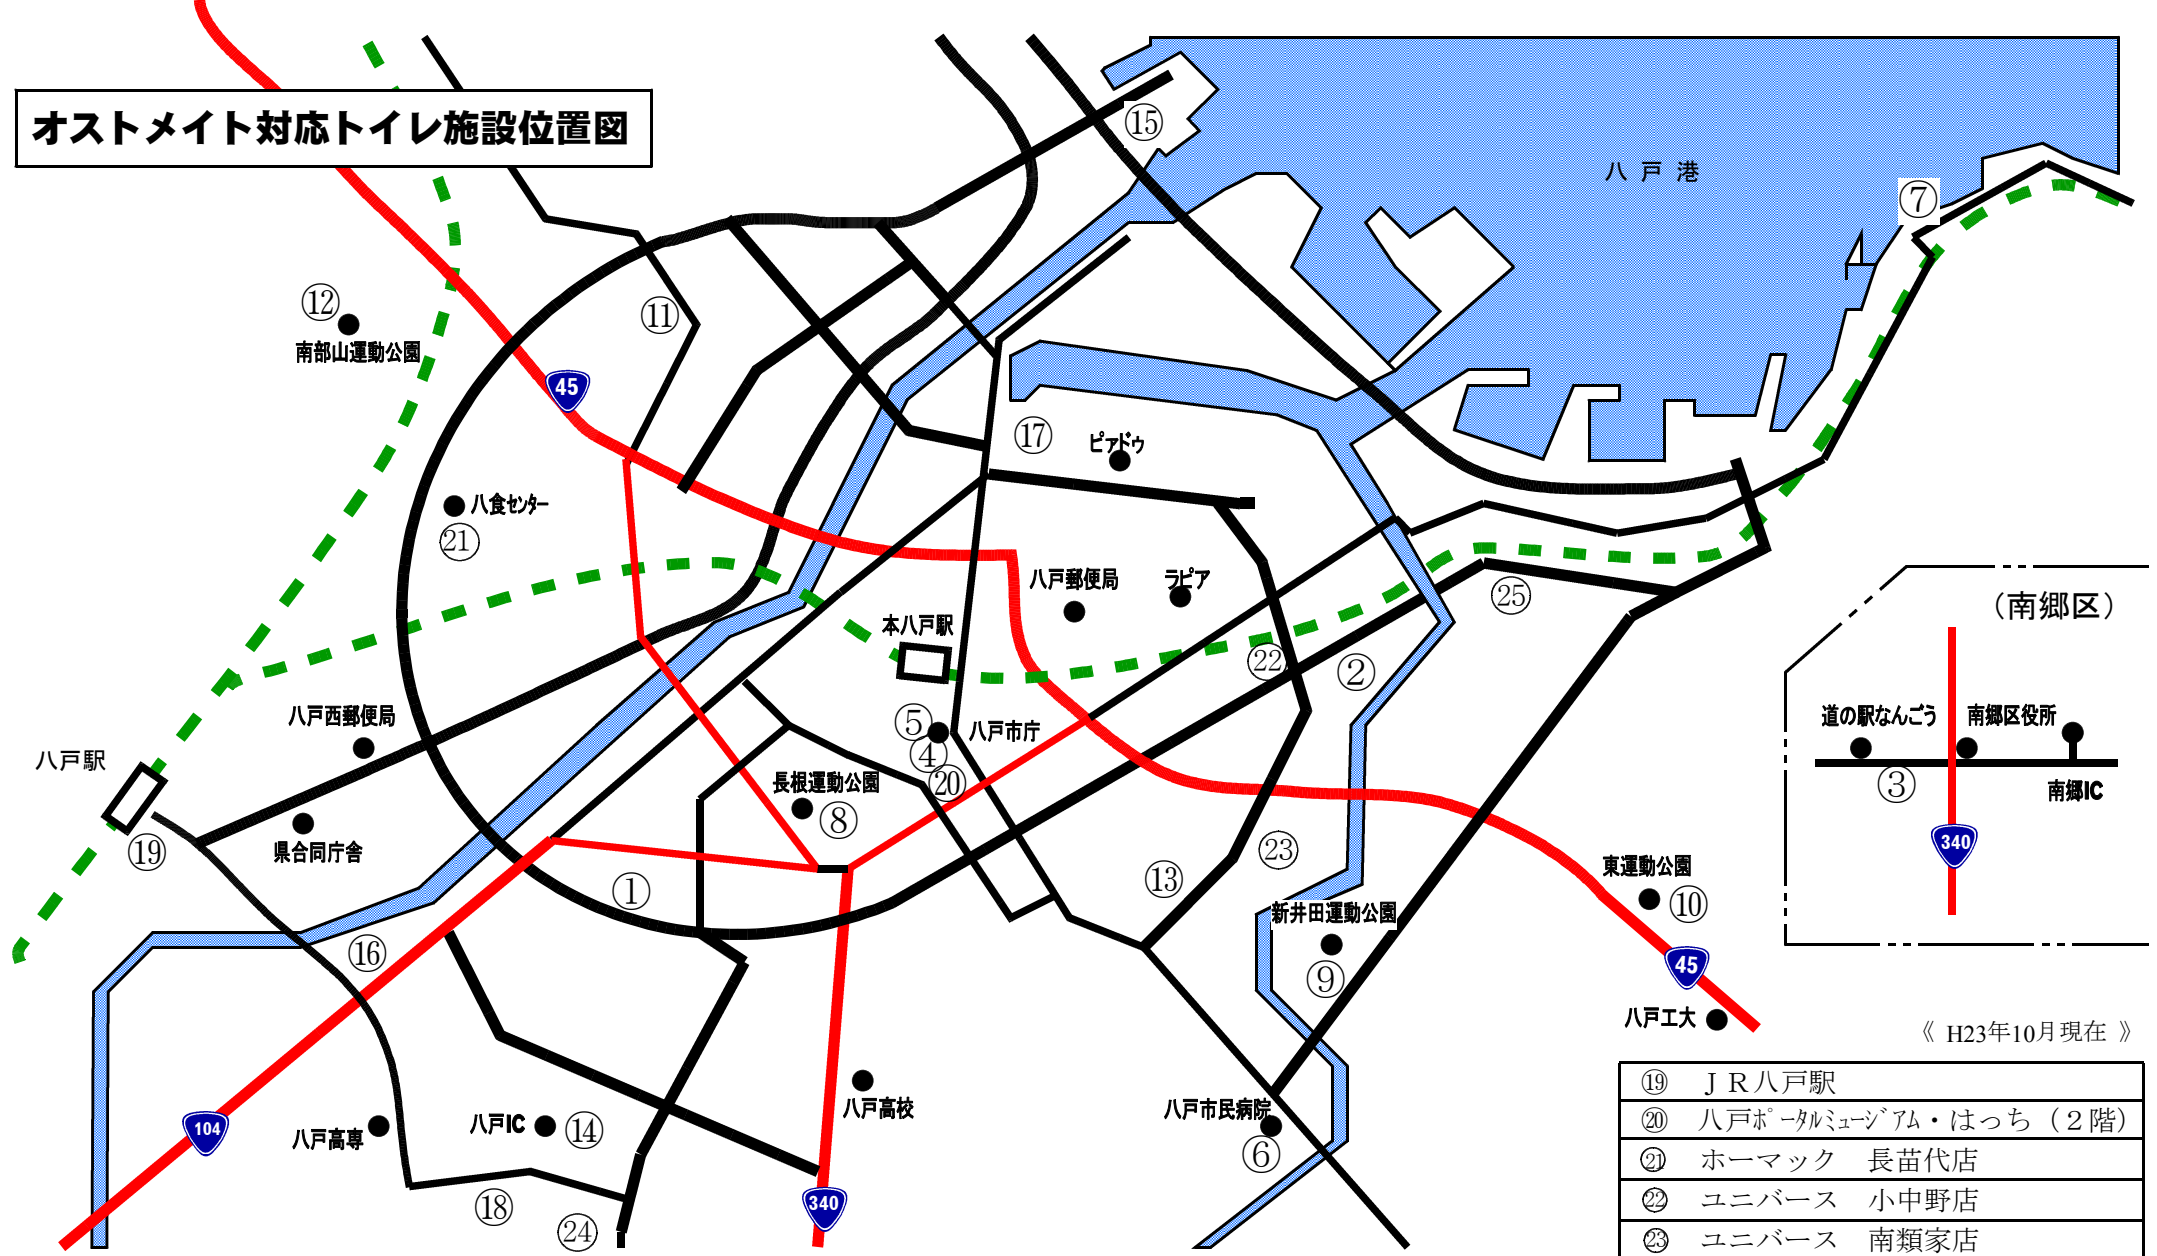 オストメイト対応トイレ施設位置図
⑮
八 戸 港
⑦
⑫
南部山運動公園
⑪
45
⑰
ピアドゥ
八食センター
㉑
八戸郵便局
ラピア
㉕
(南郷区)
本八戸駅
㉒
②
八戸西郵便局
⑤
④
⑳
八戸市庁
道の駅なんごう
南郷区役所
③
南郷IC
340
八戸駅
⑲
県合同庁舎
長根運動公園
⑧
①
㉓
⑬
東運動公園
⑩
新井田運動公園
⑨
⑯
45
八戸工大
《 H23年10月現在 》
104
八戸高専
八戸IC
⑭
八戸高校
八戸市民病院
⑥
⑱
㉔
340
⑲ JR八戸駅
⑳ 八戸ポータルミュージアム・はっち(2階)
㉑ ホーマック 長苗代店
㉒ ユニバース 小中野店
㉓ ユニバース 南類家店